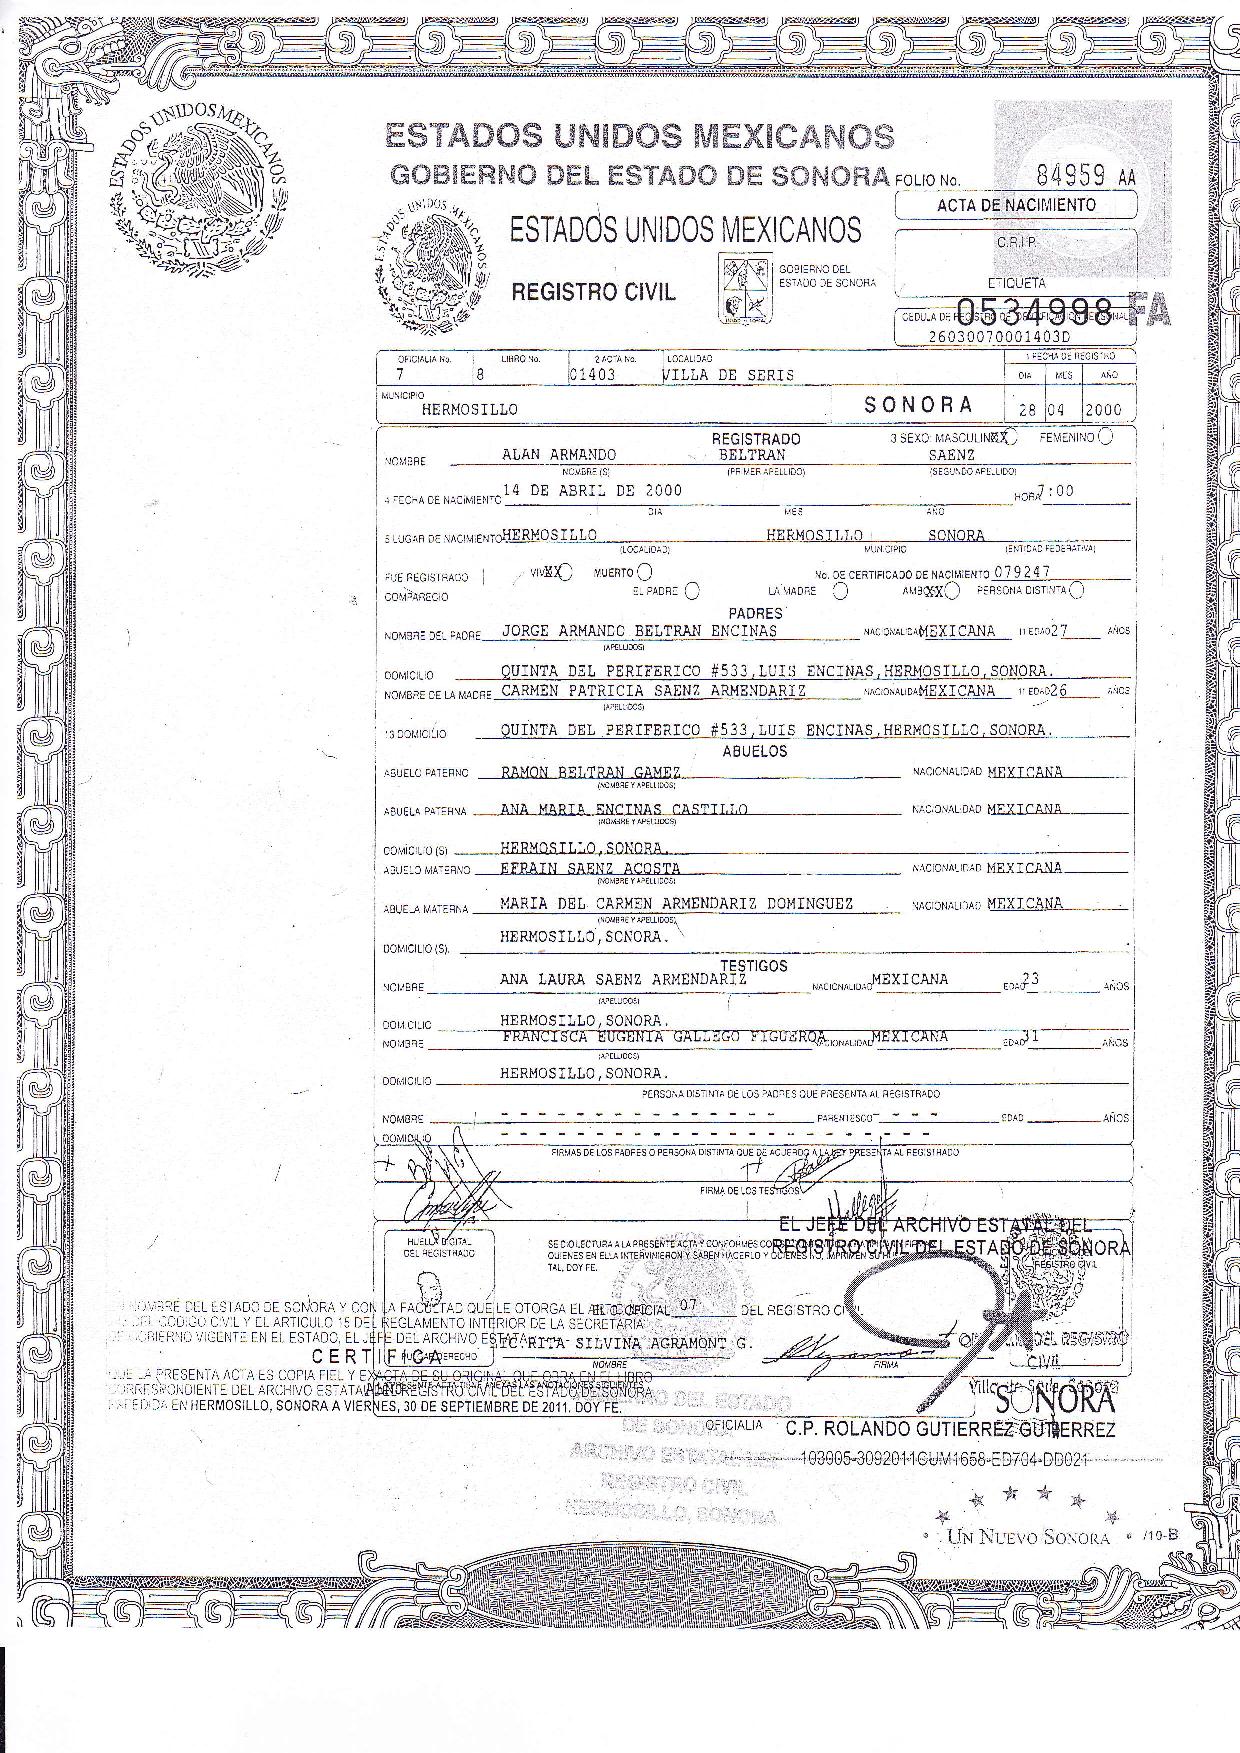 ESTADOS UNIDOS MEXICANOS
ESTADOS UNIDOS MEXICANOS
GOBIERNO DEL ESTADO DE SONORA
FOLIO No. 84959 AA
ACTA DE NACIMIENTO
ESTADOS UNIDOS MEXICANOS
ESTADOS UNIDOS MEXICANOS
C.R.I.P.
REGISTRO CIVIL
GOBIERNO DEL
ESTADO DE SONORA
ETIQUETA
0534998 FA
CEDULA DE REGISTRO DE IDENTIFICACION PERSONAL
26030070001403D
OFICIALIA No. LIBRO No. 2 ACTA No. LOCALIDAD 1 FECHA DE REGISTRO
7 8 01403 VILLA DE SERIS DIA MES AÑO
MUNICIPIO
HERMOSILLO SONORA 28 04 2000
REGISTRADO 3 SEXO: MASCULINO XX FEMENINO
NOMBRE ALAN ARMANDO BELTRAN SAENZ
NOMBRE (S) (PRIMER APELLIDO) (SEGUNDO APELLIDO)
4 FECHA DE NACIMIENTO 14 DE ABRIL DE 2000 HORA 7:00
DIA MES AÑO
5 LUGAR DE NACIMIENTO HERMOSILLO HERMOSILLO SONORA
(LOCALIDAD) MUNICIPIO (ENTIDAD FEDERATIVA)
FUE REGISTRADO VIVO XX MUERTO No. DE CERTIFICADO DE NACIMIENTO 079247
COMPARECIO EL PADRE LA MADRE AMBOS XX PERSONA DISTINTA
PADRES
NOMBRE DEL PADRE JORGE ARMANDO BELTRAN ENCINAS NACIONALIDAD MEXICANA 11 EDAD 27 AÑOS
(APELLIDOS)
DOMICILIO QUINTA DEL PERIFERICO #533,LUIS ENCINAS,HERMOSILLO,SONORA.
NOMBRE DE LA MADRE CARMEN PATRICIA SAENZ ARMENDARIZ NACIONALIDAD MEXICANA 1 EDAD 26 AÑOS
(APELLIDOS)
13 DOMICILIO QUINTA DEL PERIFERICO #533,LUIS ENCINAS,HERMOSILLO,SONORA.
ABUELOS
ABUELO PATERNO RAMON BELTRAN GAMEZ NACIONALIDAD MEXICANA
(NOMBRE Y APELLIDOS)
ABUELA PATERNA ANA MARIA ENCINAS CASTILLO NACIONALIDAD MEXICANA
(NOMBRE Y APELLIDOS)
DOMICILIO (S) HERMOSILLO,SONORA.
ABUELO MATERNO EFRAIN SAENZ ACOSTA NACIONALIDAD MEXICANA
(NOMBRE Y APELLIDOS)
ABUELA MATERNA MARIA DEL CARMEN ARMENDARIZ DOMINGUEZ NACIONALIDAD MEXICANA
(NOMBRE Y APELLIDOS)
DOMICILIO (S). HERMOSILLO,SONORA.
TESTIGOS
NOMBRE ANA LAURA SAENZ ARMENDARIZ NACIONALIDAD MEXICANA EDAD 23 AÑOS
(APELLIDOS)
DOMICILIO HERMOSILLO,SONORA.
NOMBRE FRANCISCA EUGENIA GALLEGO FIGUEROA NACIONALIDAD MEXICANA EDAD 31 AÑOS
(APELLIDOS)
DOMICILIO HERMOSILLO,SONORA.
PERSONA DISTINTA DE LOS PADRES QUE PRESENTA AL REGISTRADO
NOMBRE PARENTESCO EDAD AÑOS
DOMICILIO
FIRMAS DE LOS PADRES O PERSONA DISTINTA QUE DE ACUERDO A LA LEY PRESENTA AL REGISTRADO
FIRMA DE LOS TESTIGOS
EL JEFE DEL ARCHIVO ESTATAL DEL
REGISTRO CIVIL DEL ESTADO DE SONORA
HUELLA DIGITAL
DEL REGISTRADO
SE DIO LECTURA A LA PRESENTE ACTA Y CONFORMES CO
QUIENES EN ELLA INTERVINIERON Y SABEN HACERLO Y QUIENES NO, IMPRIMEN SU
TAL, DOY FE.
REGISTRO CIVIL
NOMBRE DEL ESTADO DE SONORA Y CON LA FACULTAD QUE LE OTORGA EL
EL C. OFICIAL 07 DEL REGISTRO CIVIL
DEL CODIGO CIVIL Y EL ARTICULO 15 DEL REGLAMENTO INTERIOR DE LA SECRETARIA
GOBIERNO VIGENTE EN EL ESTADO, EL JEFE DEL ARCHIVO ESTATA
LIC. RITA SILVINA AGRAMONT G.
DEL REGISTRO
CIVIL
CERTIFICA
DERECHO
NOMBRE FIRMA
QUE LA PRESENTE ACTA ES COPIA FIEL Y EXACTA DE SU ORIGINAL QUE OBRA EN EL LIBRO
CORRESPONDIENTE DEL ARCHIVO ESTATAL DEL REGISTRO CIVIL DEL ESTADO DE SONORA
EXPEDIDA EN HERMOSILLO, SONORA A VIERNES, 30 DE SEPTIEMBRE DE 2011. DOY FE.
Villa de Seris, Sonora
SONORA
OFICIALIA C.P. ROLANDO GUTIERREZ GUTIERREZ
DEL ESTADO
DE SONORA
ARCHIVO ESTATAL DEL
REGISTRO CIVIL
HERMOSILLO, SONORA
103905-3092011CUM1658-ED704-DD021
UN NUEVO SONORA /10-B